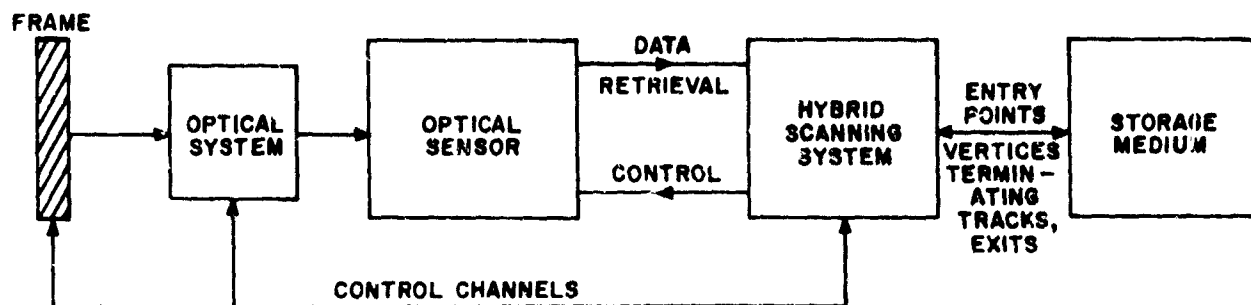 FRAME
OPTICAL
SYSTEM
OPTICAL
SENSOR
DATA
RETRIEVAL
CONTROL
HYBRID
SCANNING
SYSTEM
ENTRY
POINTS
VERTICES
TERMIN-
ATING
TRACKS,
EXITS
STORAGE
MEDIUM
CONTROL CHANNELS